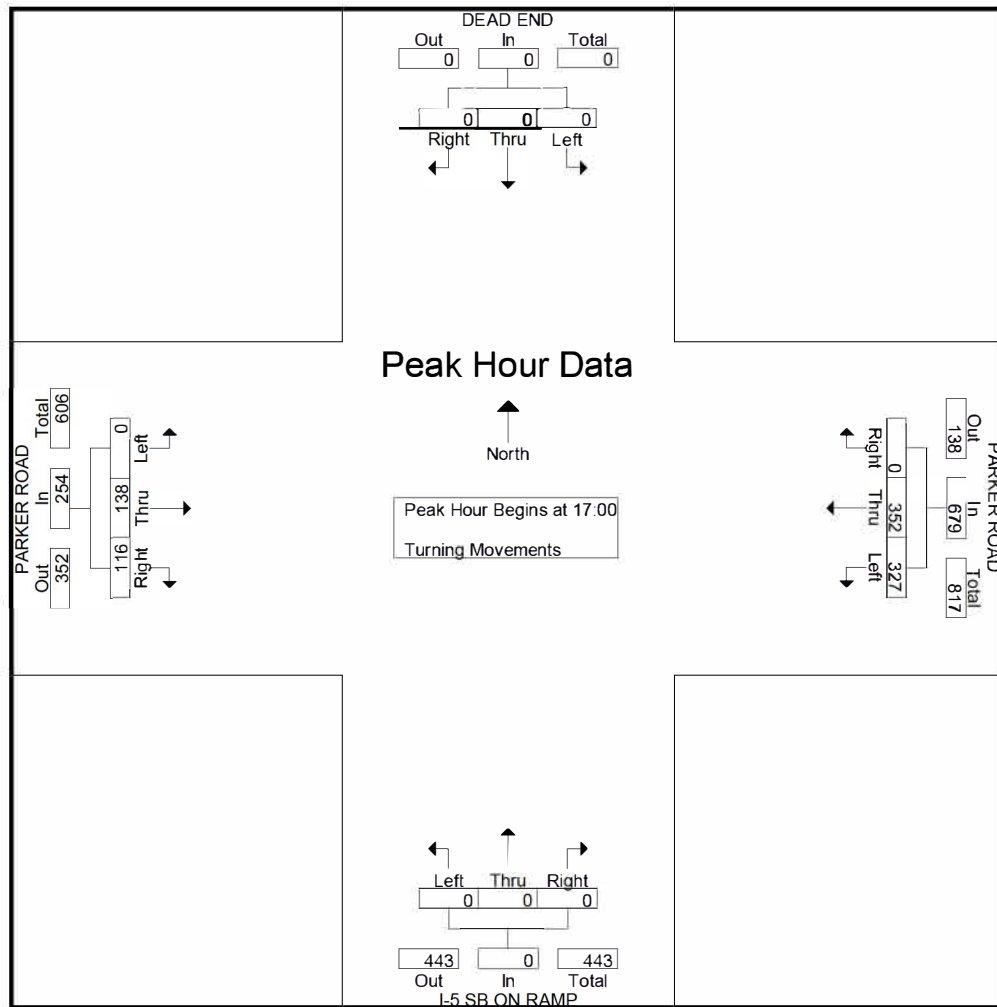 DEAD END
Out In Total
0 0 0
0 0 0
Right Thru Left
Peak Hour Data
North
Peak Hour Begins at 17:00
Turning Movements
PARKER ROAD
Out In Total
352 254 606
Right Thru Left
116 138 0
PARKER ROAD
Out In Total
138 679 817
Right Thru Left
0 352 327
Left Thru Right
0 0 0
443 0 443
Out In Total
I-5 SB ON RAMP